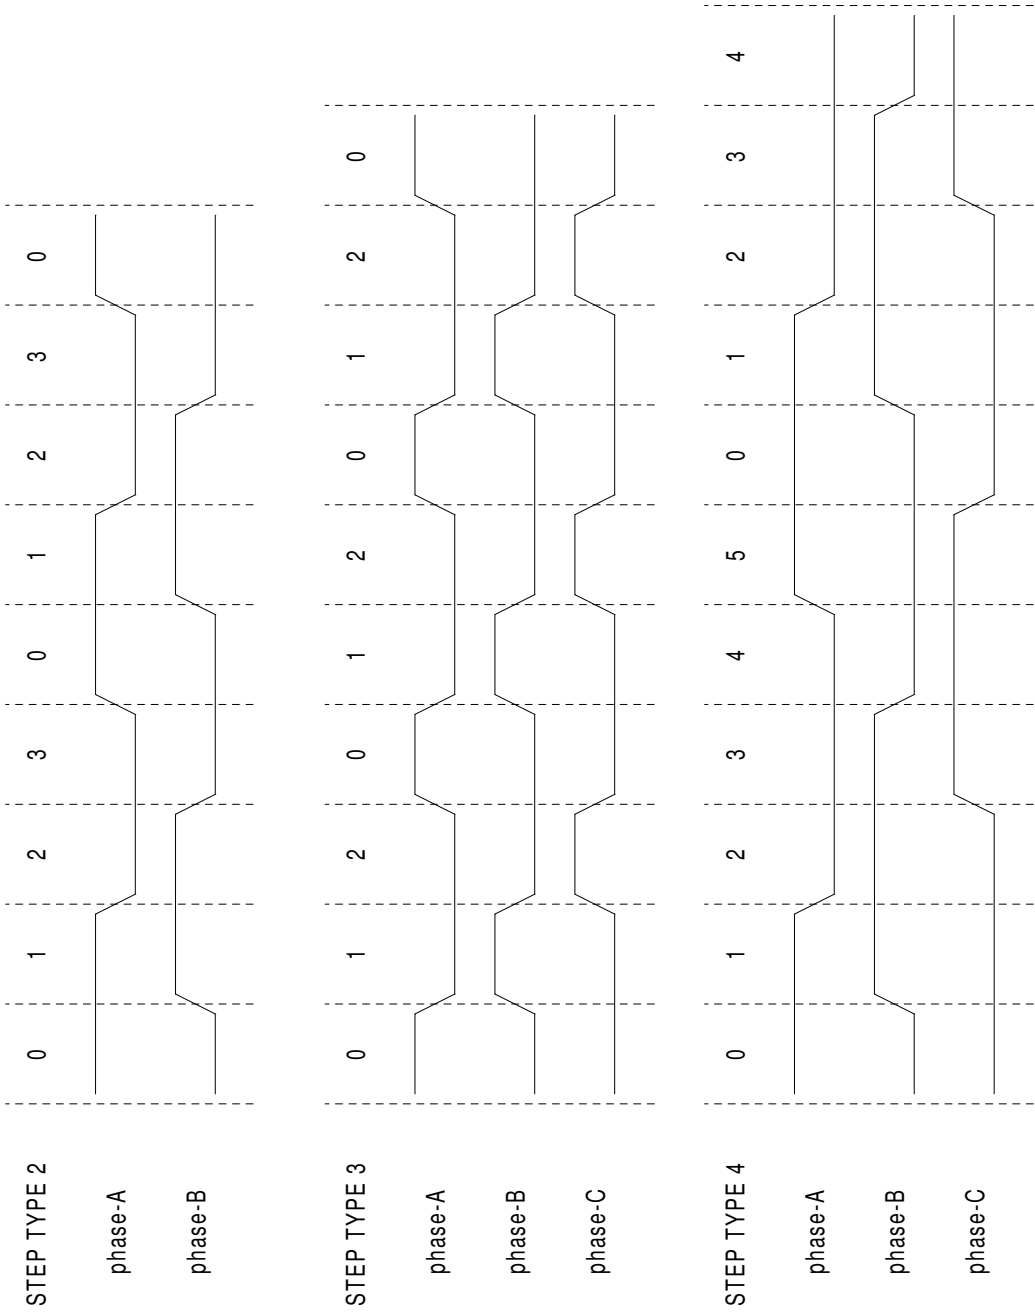 STEP TYPE 2
0 1 2 3 0 1 2 3 0
phase-A
phase-B
STEP TYPE 3
0 1 2 0 1 2 0 1 2 0
phase-A
phase-B
phase-C
STEP TYPE 4
0 1 2 3 4 5 0 1 2 3 4
phase-A
phase-B
phase-C